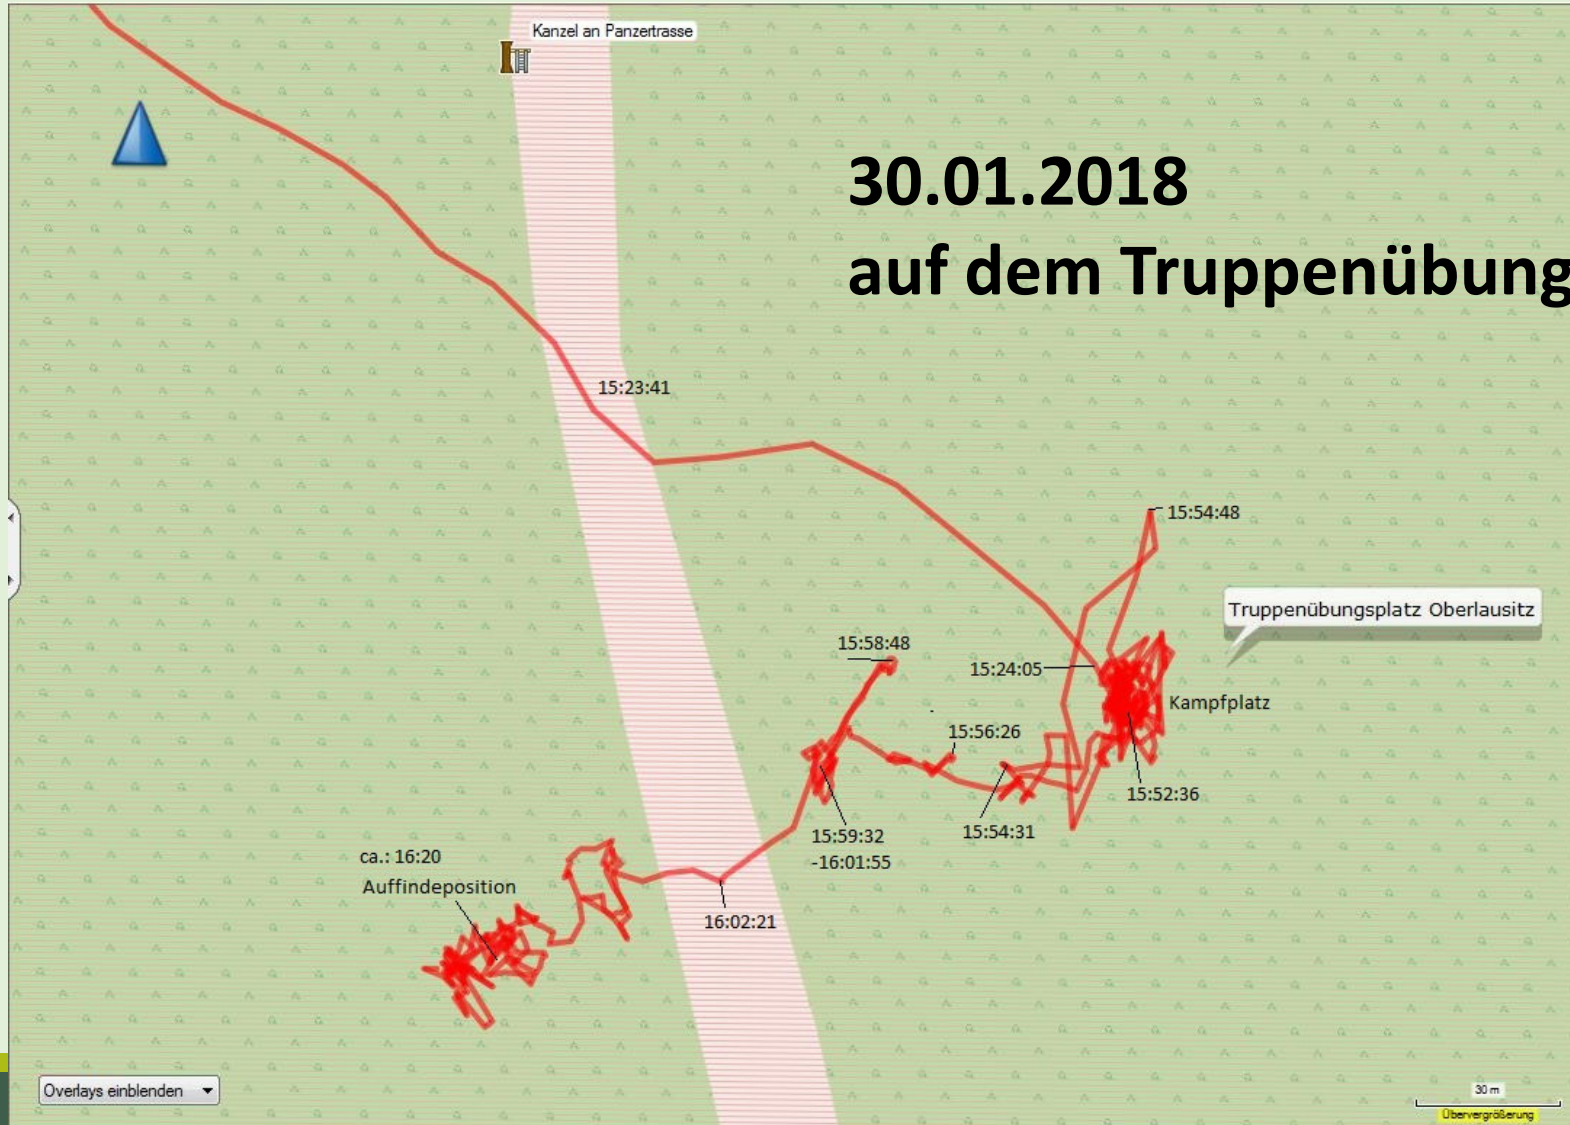 Kanzel an Panzertrasse
30.01.2018
auf dem Truppenübung
15:23:41
15:54:48
Truppenübungsplatz Oberlausitz
15:58:48
15:24:05
Kampfplatz
15:56:26
15:52:36
15:59:32
-16:01:55
15:54:31
ca.: 16:20
Auffindeposition
16:02:21
Overlays einblenden
30 m
Übervergrößerung